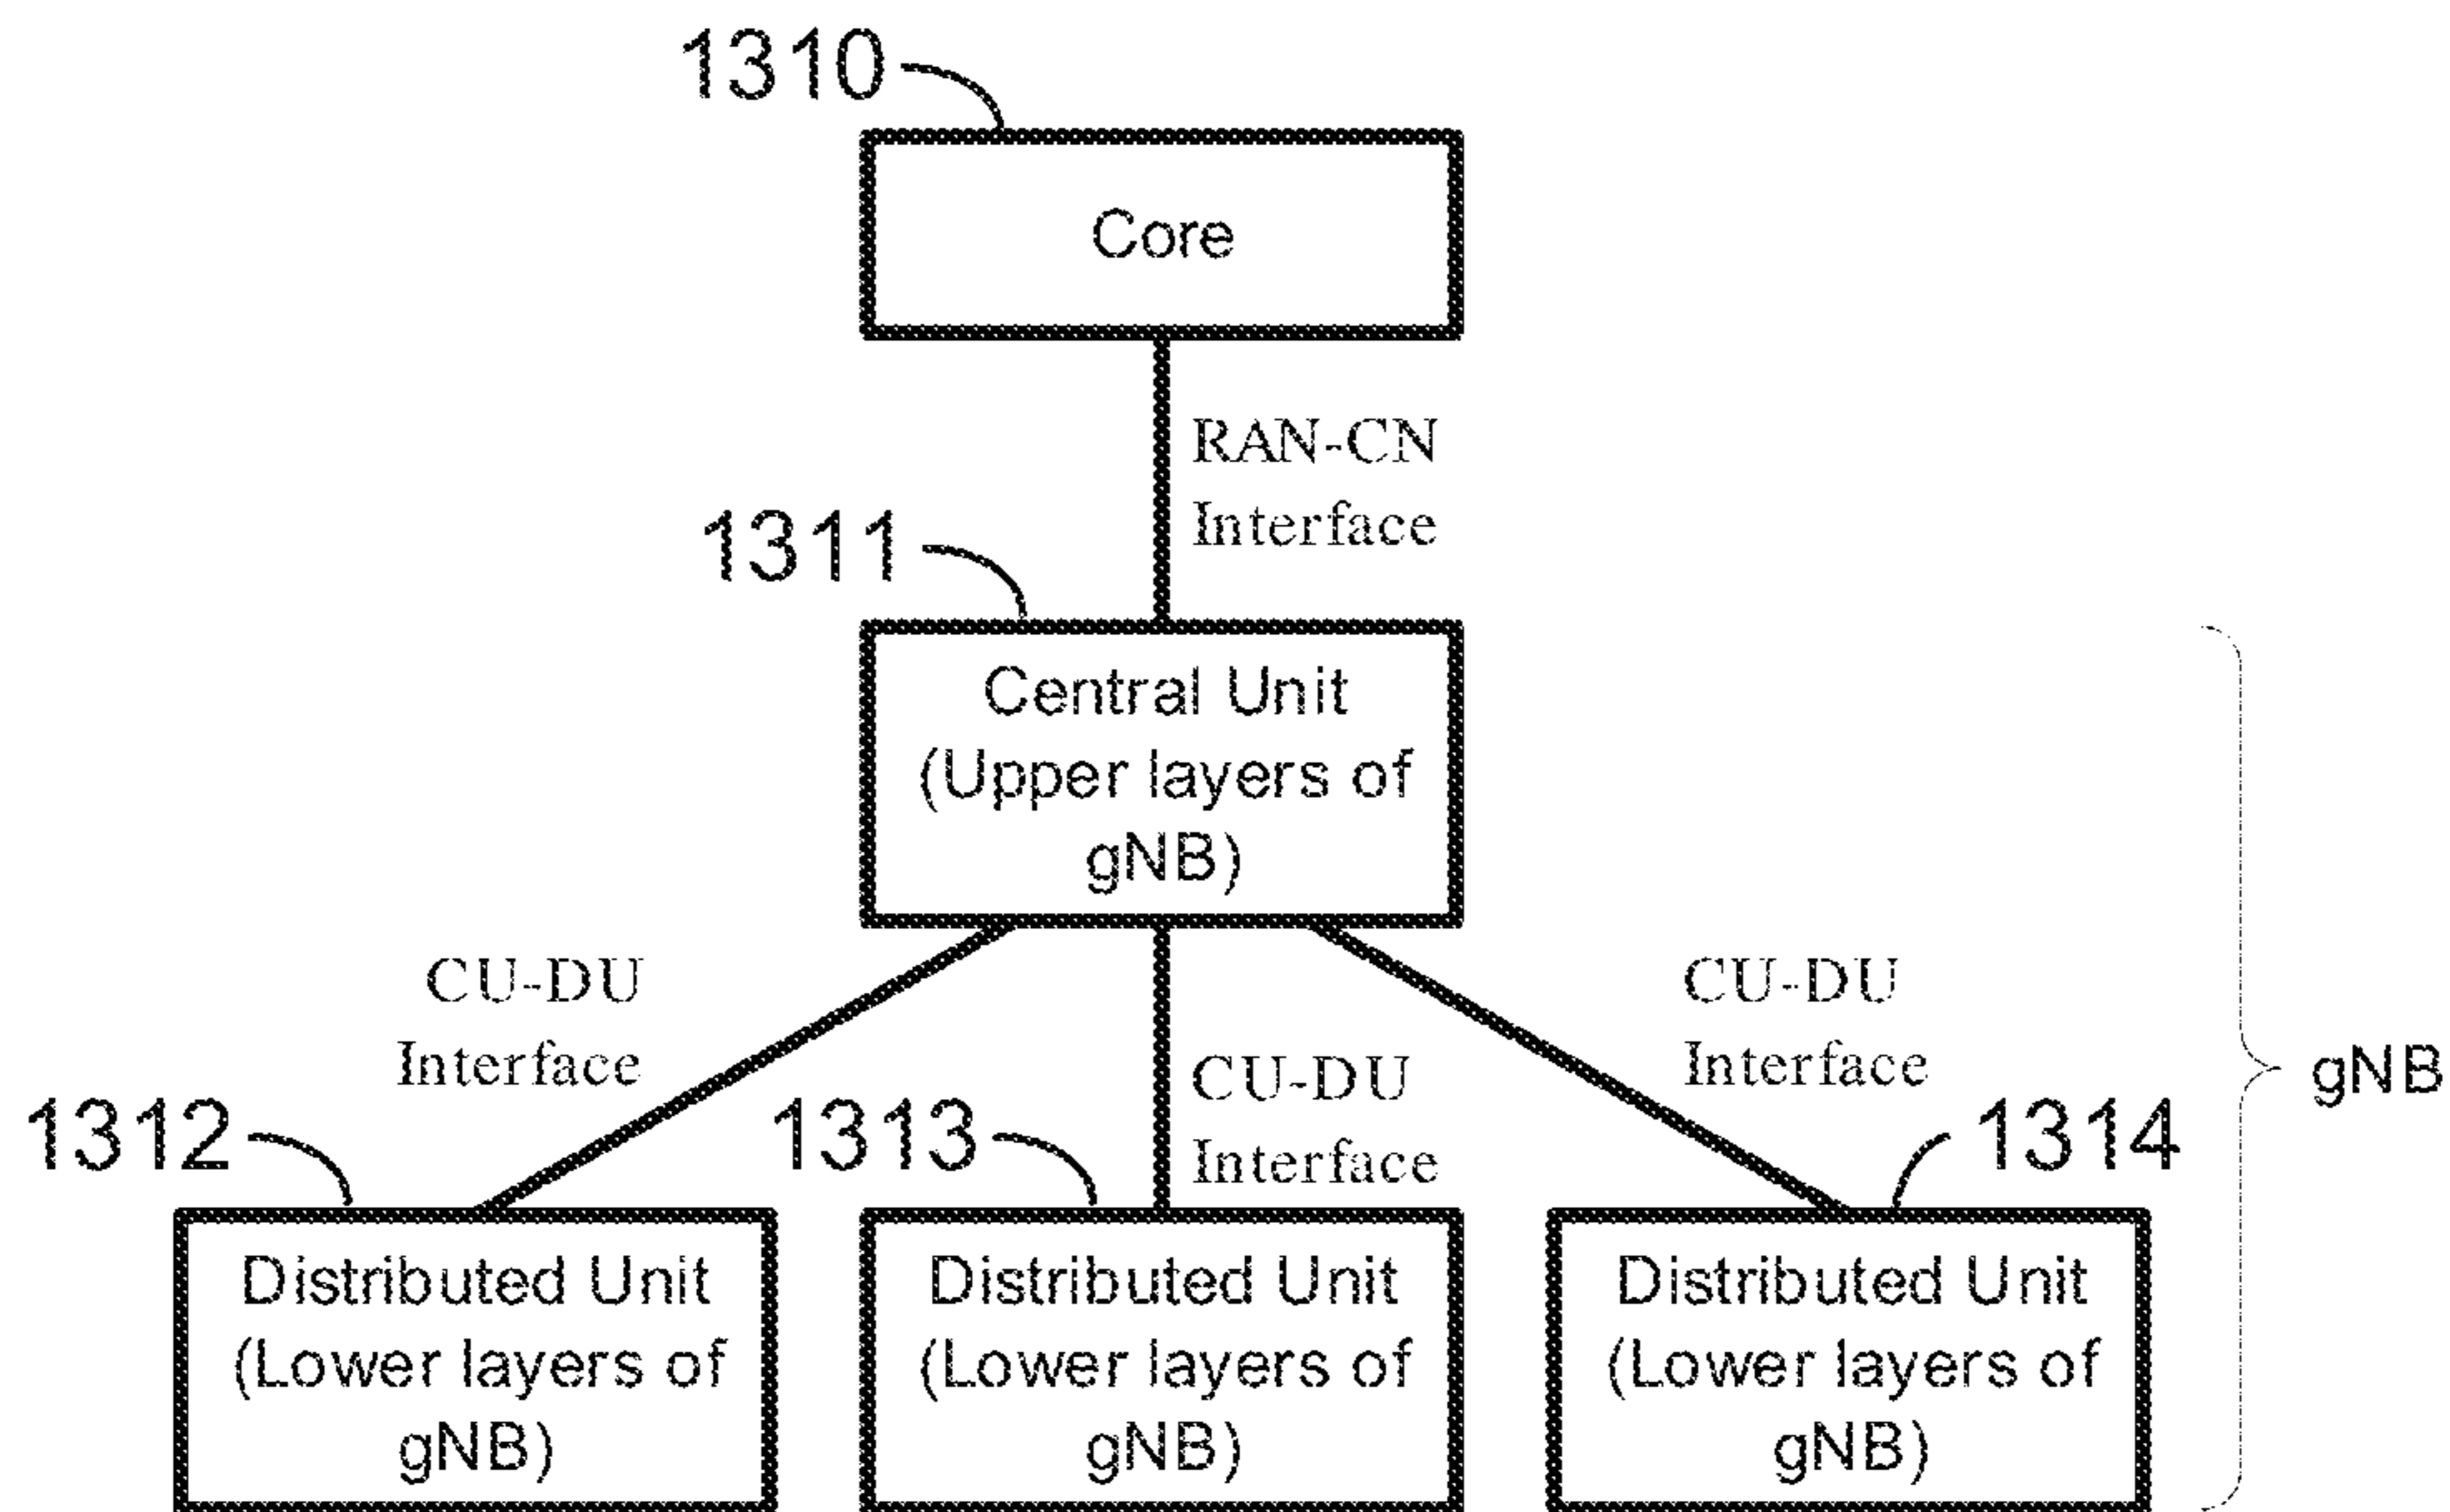 1310
Core
RAN-CN
Interface
1311
Central Unit
(Upper layers of
gNB)
CU-DU
Interface
CU-DU
Interface
CU-DU
Interface
gNB
1312
1313
1314
Distributed Unit
(Lower layers of
gNB)
Distributed Unit
(Lower layers of
gNB)
Distributed Unit
(Lower layers of
gNB)